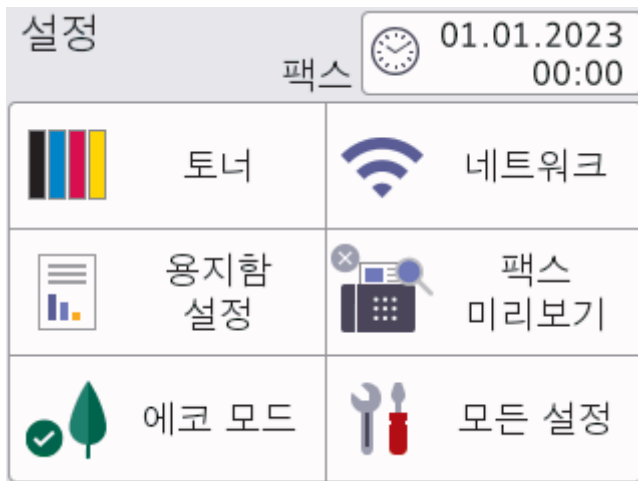 설정
팩스
01.01.2023
00:00
토너
네트워크
용지함
설정
팩스
미리보기
에코 모드
모든 설정